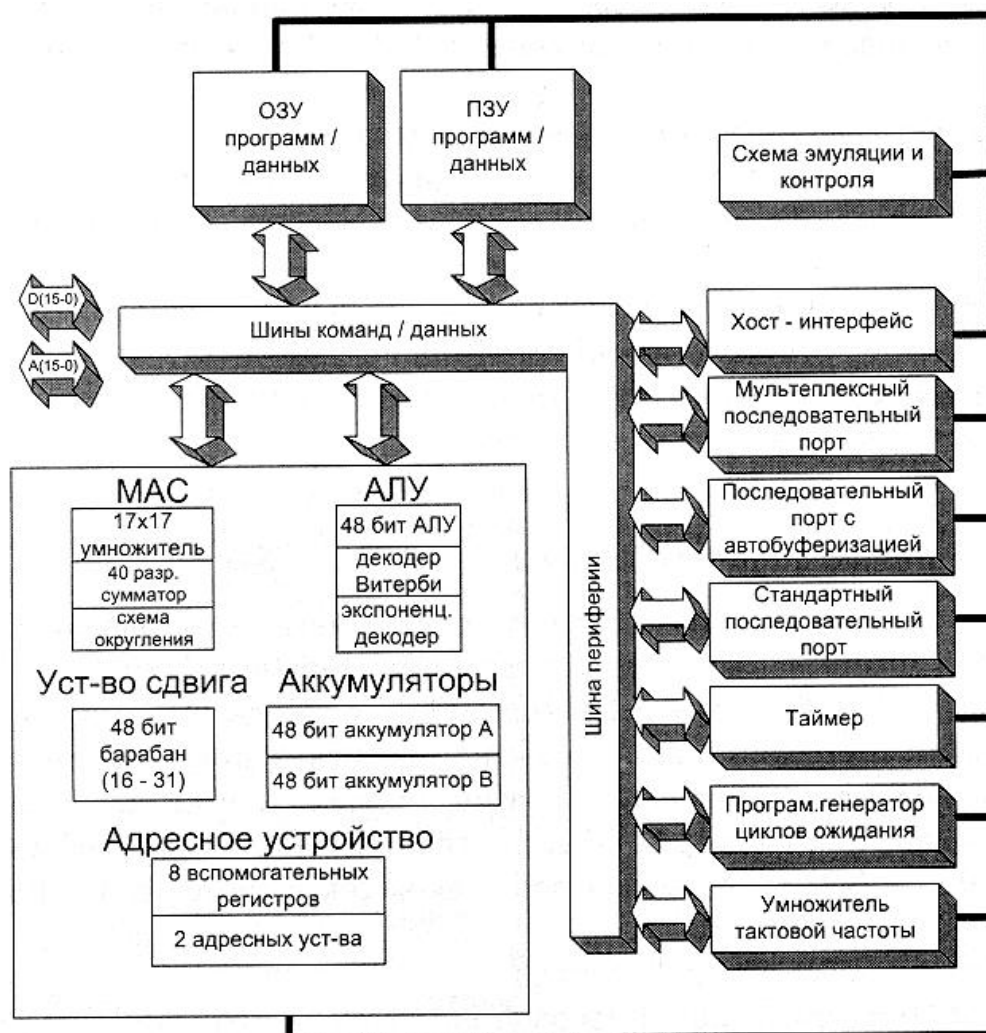 ОЗУ
программ /
данных
ПЗУ
программ /
данных
Схема эмуляции и
контроля
D(15-0)
A(15-0)
Шины команд / данных
Шина периферии
Хост - интерфейс
Мультеплексный
последовательный
порт
Последовательный
порт с
автобуферизацией
Стандартный
последовательный
порт
Таймер
Програм.генератор
циклов ожидания
Умножитель
тактовой частоты
МАС
17x17
умножитель
40 разр.
сумматор
схема
округления
АЛУ
48 бит АЛУ
декодер
Витерби
экспоненц.
декодер
Уст-во сдвига
48 бит
барабан
(16 - 31)
Аккумуляторы
48 бит аккумулятор А
48 бит аккумулятор В
Адресное устройство
8 вспомогательных
регистров
2 адресных уст-ва